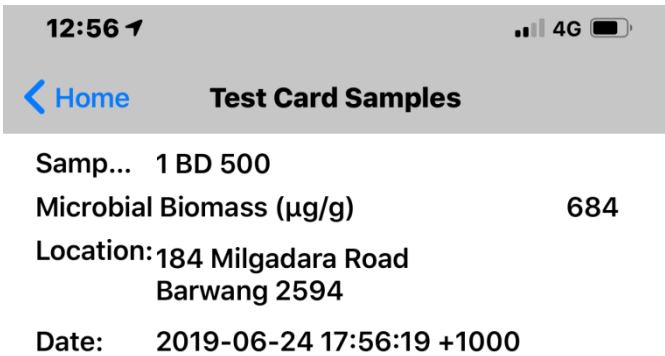 12:56 4G
Home Test Card Samples
Samp... 1 BD 500
Microbial Biomass (µg/g) 684
Location: 184 Milgadara Road
Barwang 2594
Date: 2019-06-24 17:56:19 +1000